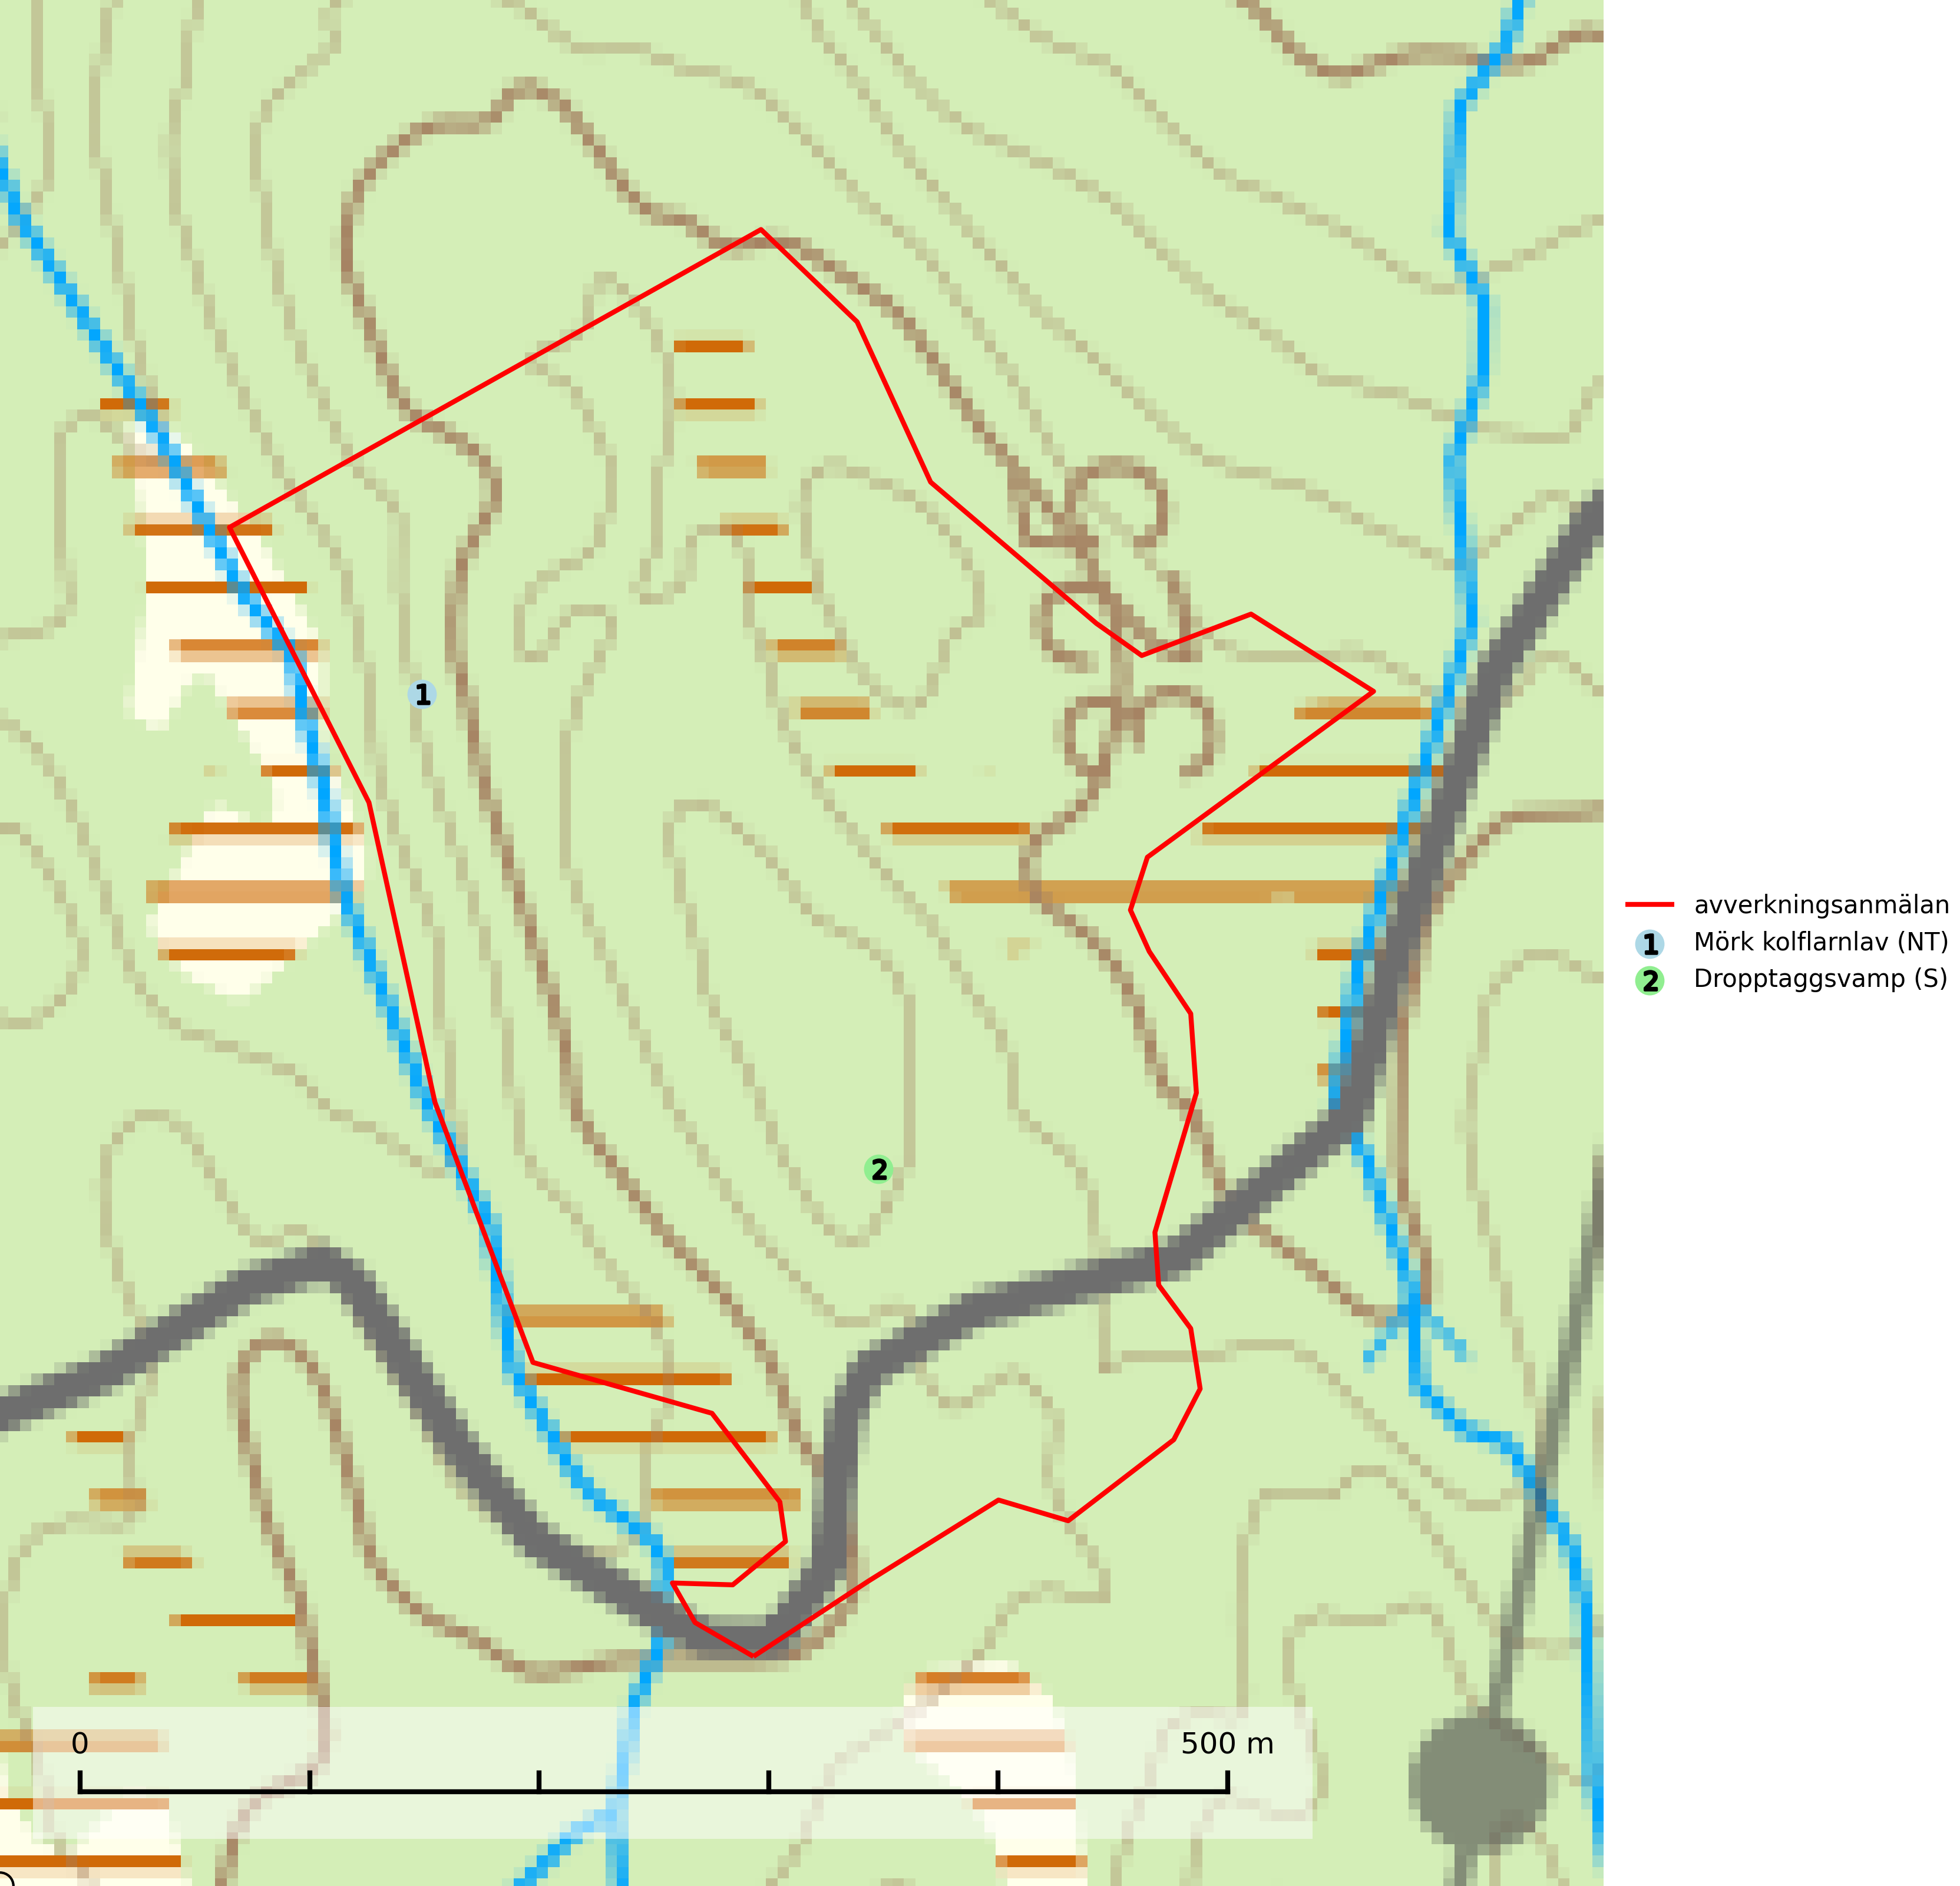 1
2
avverkningsanmälan
1 Mörk kolflarnlav (NT)
2 Dropptaggsvamp (S)
0 500 m